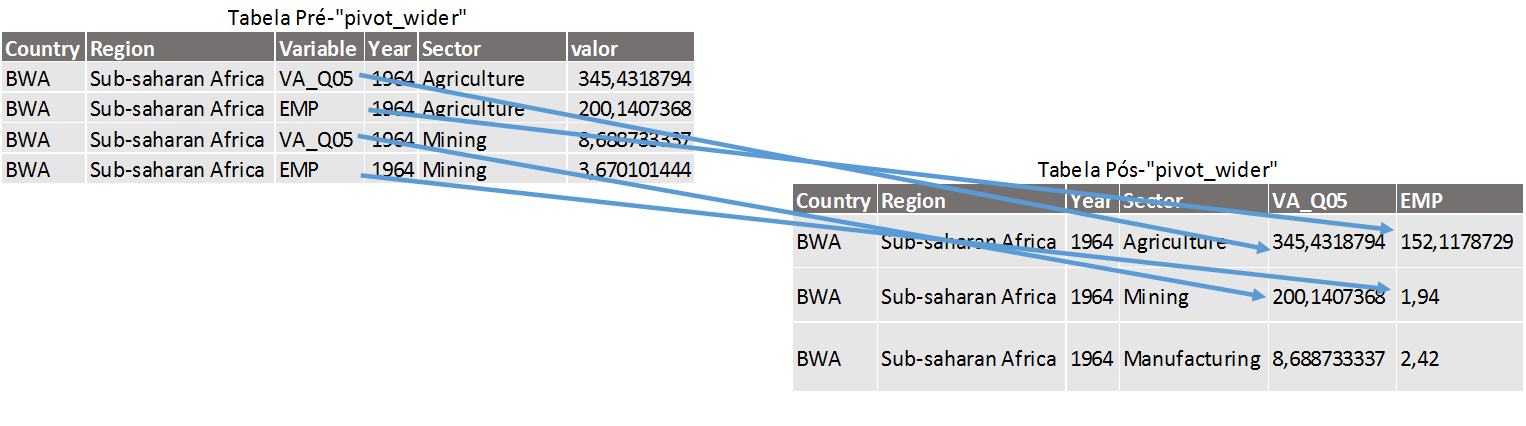 Tabela Pré-"pivot_wider"
Country Region Variable Year Sector valor
BWA Sub-saharan Africa VA_Q05 1964 Agriculture 345,4318794
BWA Sub-saharan Africa EMP 1964 Agriculture 200,1407368
BWA Sub-saharan Africa VA_Q05 1964 Mining 8,688733337
BWA Sub-saharan Africa EMP 1964 Mining 3,670101444
Tabela Pós-"pivot_wider"
Country Region Year Sector VA_Q05 EMP
BWA Sub-saharan Africa 1964 Agriculture 345,4318794 152,1178729
BWA Sub-saharan Africa 1964 Mining 200,1407368 1,94
BWA Sub-saharan Africa 1964 Manufacturing 8,688733337 2,42